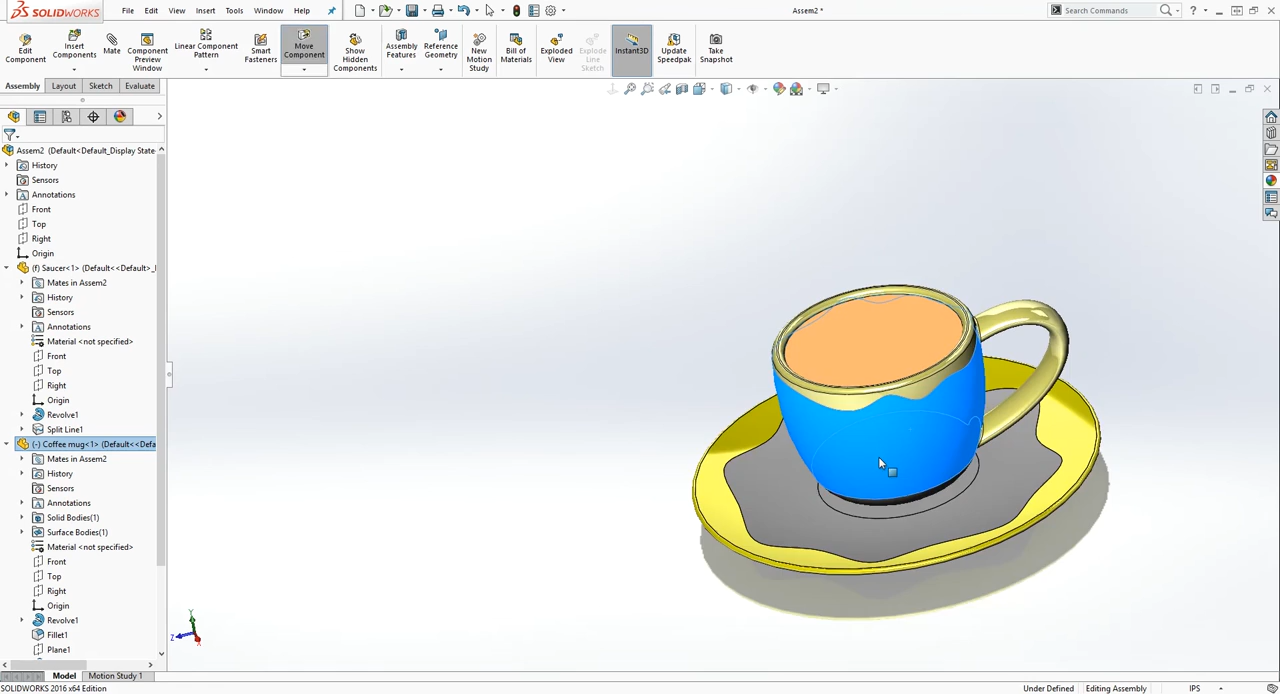 SOLIDWORKS File Edit View Insert Tools Window Help Assem2 * Search Commands
Edit Component
Insert Components
Mate
Component Preview Window
Linear Component Pattern
Smart Fasteners
Move Component
Show Hidden Components
Assembly Features
Reference Geometry
New Motion Study
Bill of Materials
Exploded View
Explode Line Sketch
Instant3D
Update Speedpak
Take Snapshot
Assembly Layout Sketch Evaluate
Assem2 (Default<Default_Display State-
History
Sensors
Annotations
Front
Top
Right
Origin
(f) Saucer<1> (Default<<Default>_
Mates in Assem2
History
Sensors
Annotations
Material <not specified>
Front
Top
Right
Origin
Revolve1
Split Line1
(-) Coffee mug<1> (Default<<Defa
Mates in Assem2
History
Sensors
Annotations
Solid Bodies(1)
Surface Bodies(1)
Material <not specified>
Front
Top
Right
Origin
Revolve1
Fillet1
Plane1
Y
Z
X
Model Motion Study 1
SOLIDWORKS 2016 x64 Edition Under Defined Editing Assembly IPS